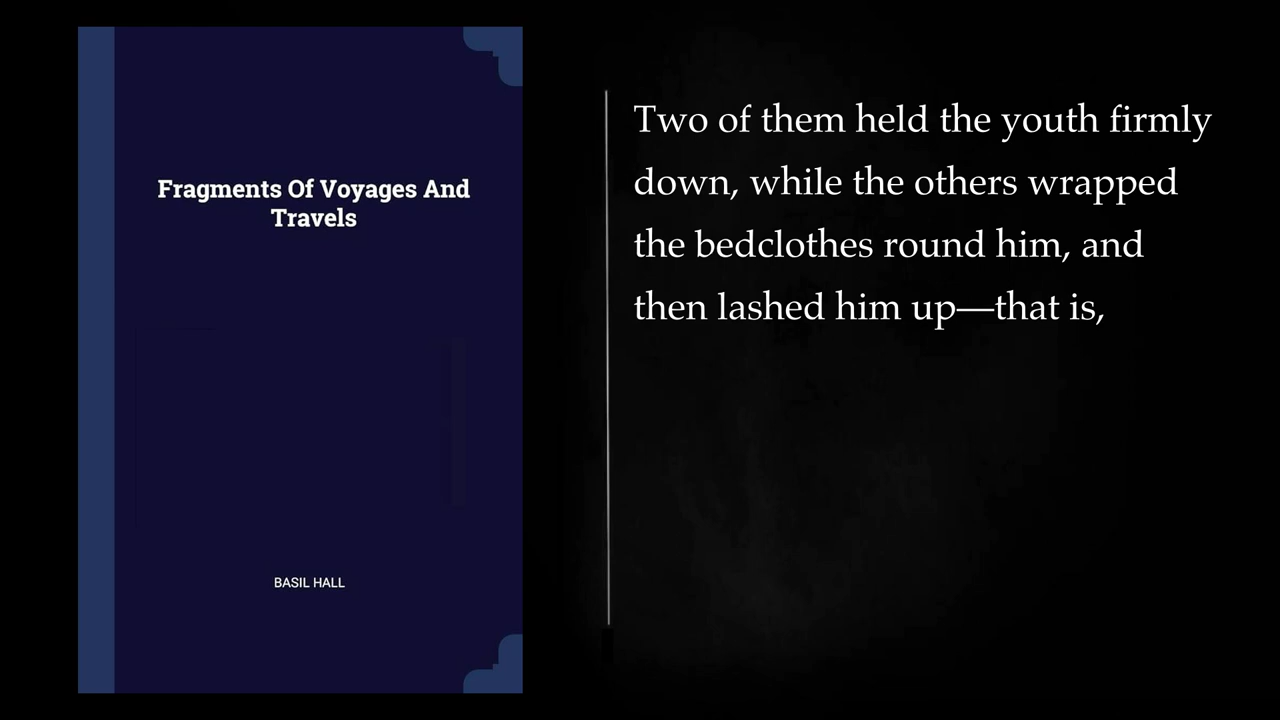 Fragments Of Voyages And
Travels
BASIL HALL
Two of them held the youth firmly
down, while the others wrapped
the bedclothes round him, and
then lashed him up—that is,